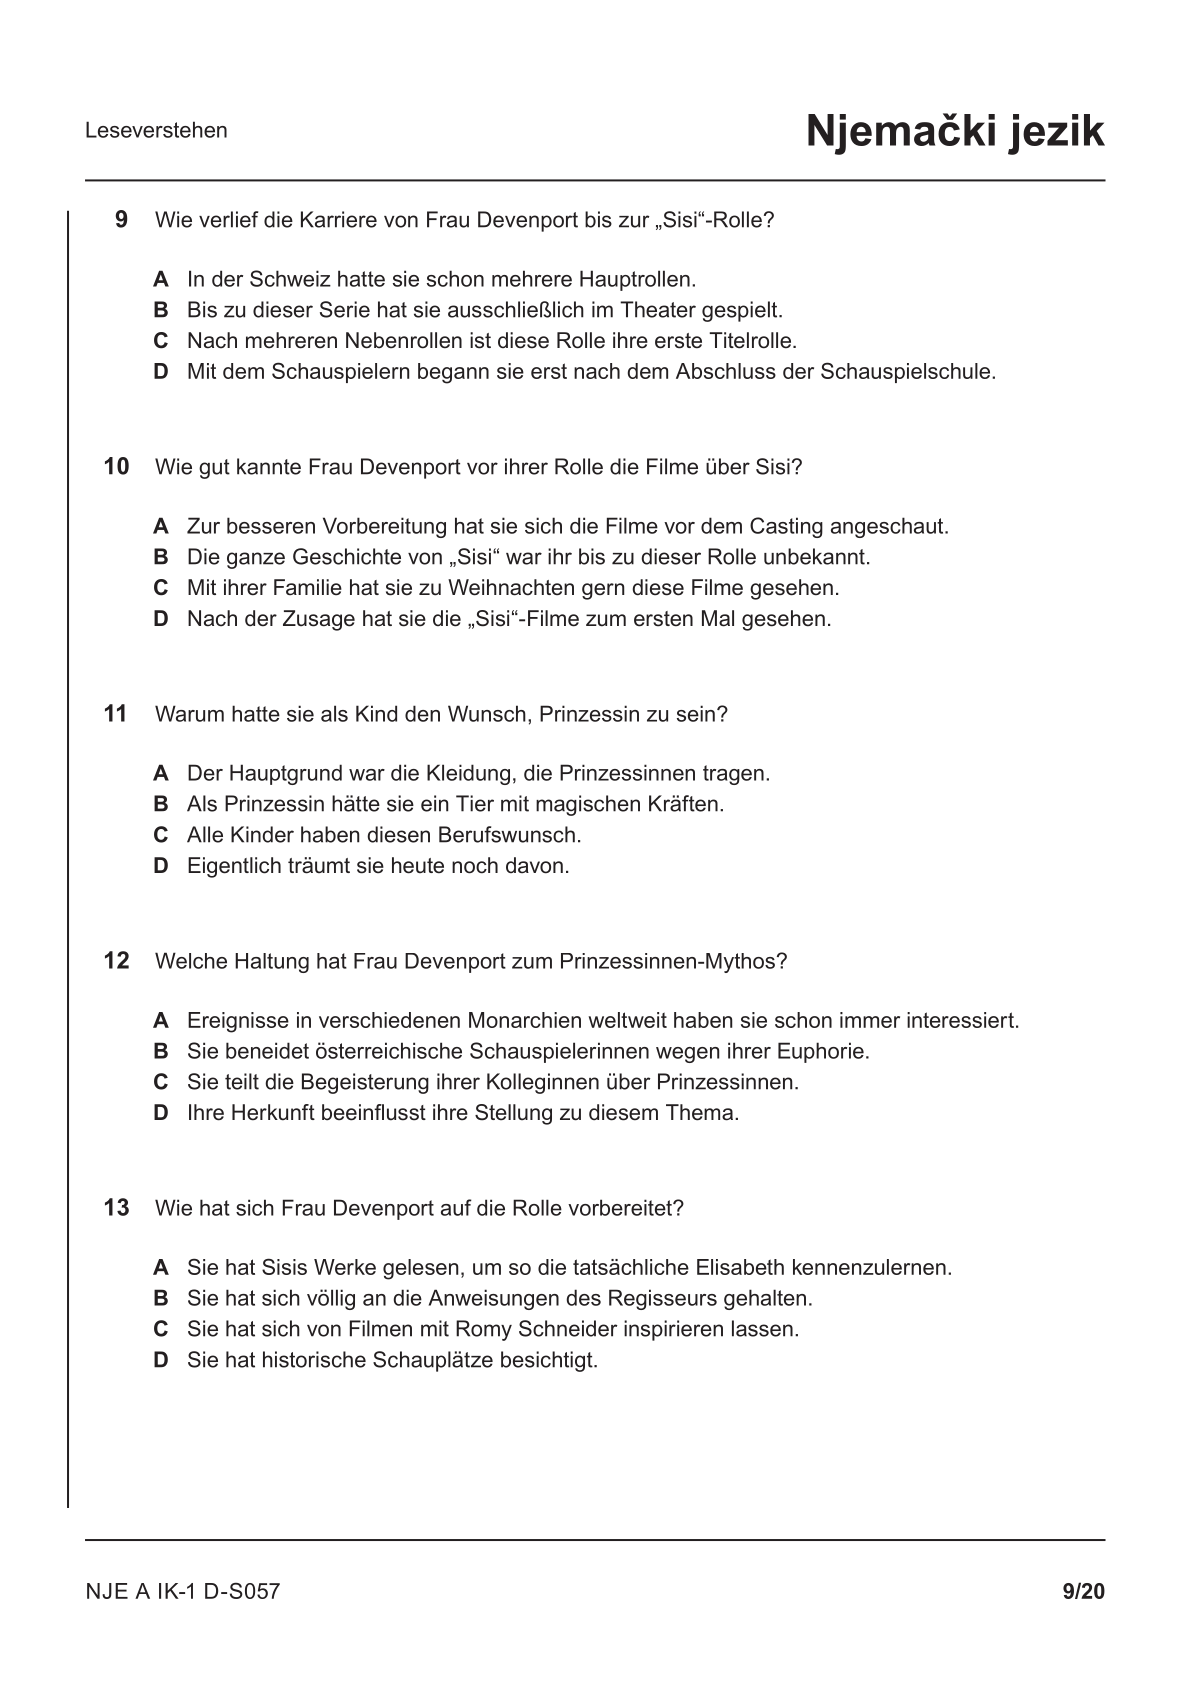 Leseverstehen
Njemački jezik
9 Wie verlief die Karriere von Frau Devenport bis zur „Sisi“-Rolle?
A In der Schweiz hatte sie schon mehrere Hauptrollen.
B Bis zu dieser Serie hat sie ausschließlich im Theater gespielt.
C Nach mehreren Nebenrollen ist diese Rolle ihre erste Titelrolle.
D Mit dem Schauspielern begann sie erst nach dem Abschluss der Schauspielschule.
10 Wie gut kannte Frau Devenport vor ihrer Rolle die Filme über Sisi?
A Zur besseren Vorbereitung hat sie sich die Filme vor dem Casting angeschaut.
B Die ganze Geschichte von „Sisi“ war ihr bis zu dieser Rolle unbekannt.
C Mit ihrer Familie hat sie zu Weihnachten gern diese Filme gesehen.
D Nach der Zusage hat sie die „Sisi“-Filme zum ersten Mal gesehen.
11 Warum hatte sie als Kind den Wunsch, Prinzessin zu sein?
A Der Hauptgrund war die Kleidung, die Prinzessinnen tragen.
B Als Prinzessin hätte sie ein Tier mit magischen Kräften.
C Alle Kinder haben diesen Berufswunsch.
D Eigentlich träumt sie heute noch davon.
12 Welche Haltung hat Frau Devenport zum Prinzessinnen-Mythos?
A Ereignisse in verschiedenen Monarchien weltweit haben sie schon immer interessiert.
B Sie beneidet österreichische Schauspielerinnen wegen ihrer Euphorie.
C Sie teilt die Begeisterung ihrer Kolleginnen über Prinzessinnen.
D Ihre Herkunft beeinflusst ihre Stellung zu diesem Thema.
13 Wie hat sich Frau Devenport auf die Rolle vorbereitet?
A Sie hat Sisis Werke gelesen, um so die tatsächliche Elisabeth kennenzulernen.
B Sie hat sich völlig an die Anweisungen des Regisseurs gehalten.
C Sie hat sich von Filmen mit Romy Schneider inspirieren lassen.
D Sie hat historische Schauplätze besichtigt.
NJE A IK-1 D-S057
9/20